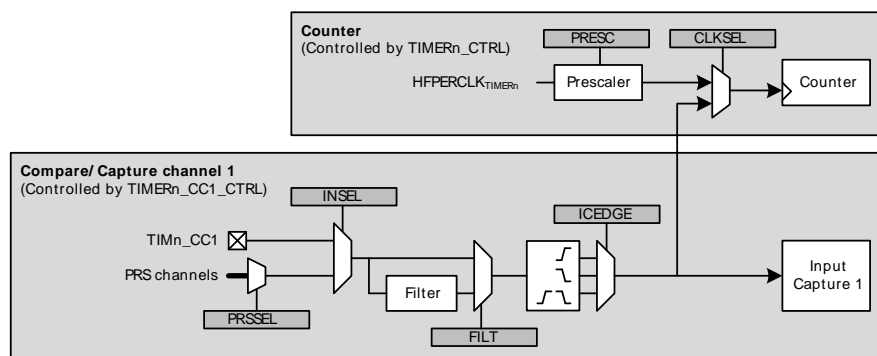 Counter
(Controlled by TIMERn_CTRL)
PRESC
CLKSEL
HFPERCLKTIMERn
Prescaler
Counter
Compare/ Capture channel 1
(Controlled by TIMERn_CC1_CTRL)
INSEL
ICEDGE
TIMn_CC1
PRS channels
Filter
Input
Capture 1
PRSSEL
FILT